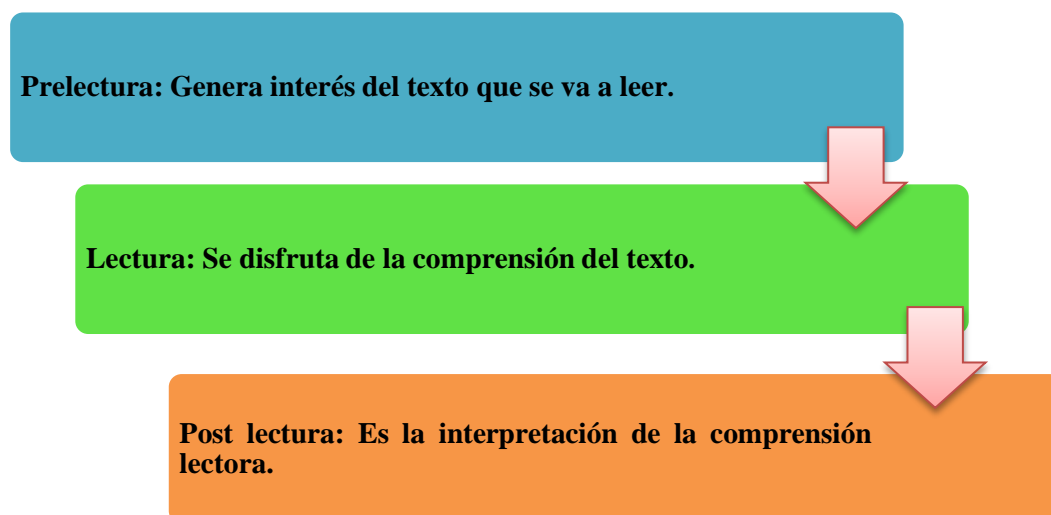 Prelectura: Genera interés del texto que se va a leer.
Lectura: Se disfruta de la comprensión del texto.
Post lectura: Es la interpretación de la comprensión
lectora.